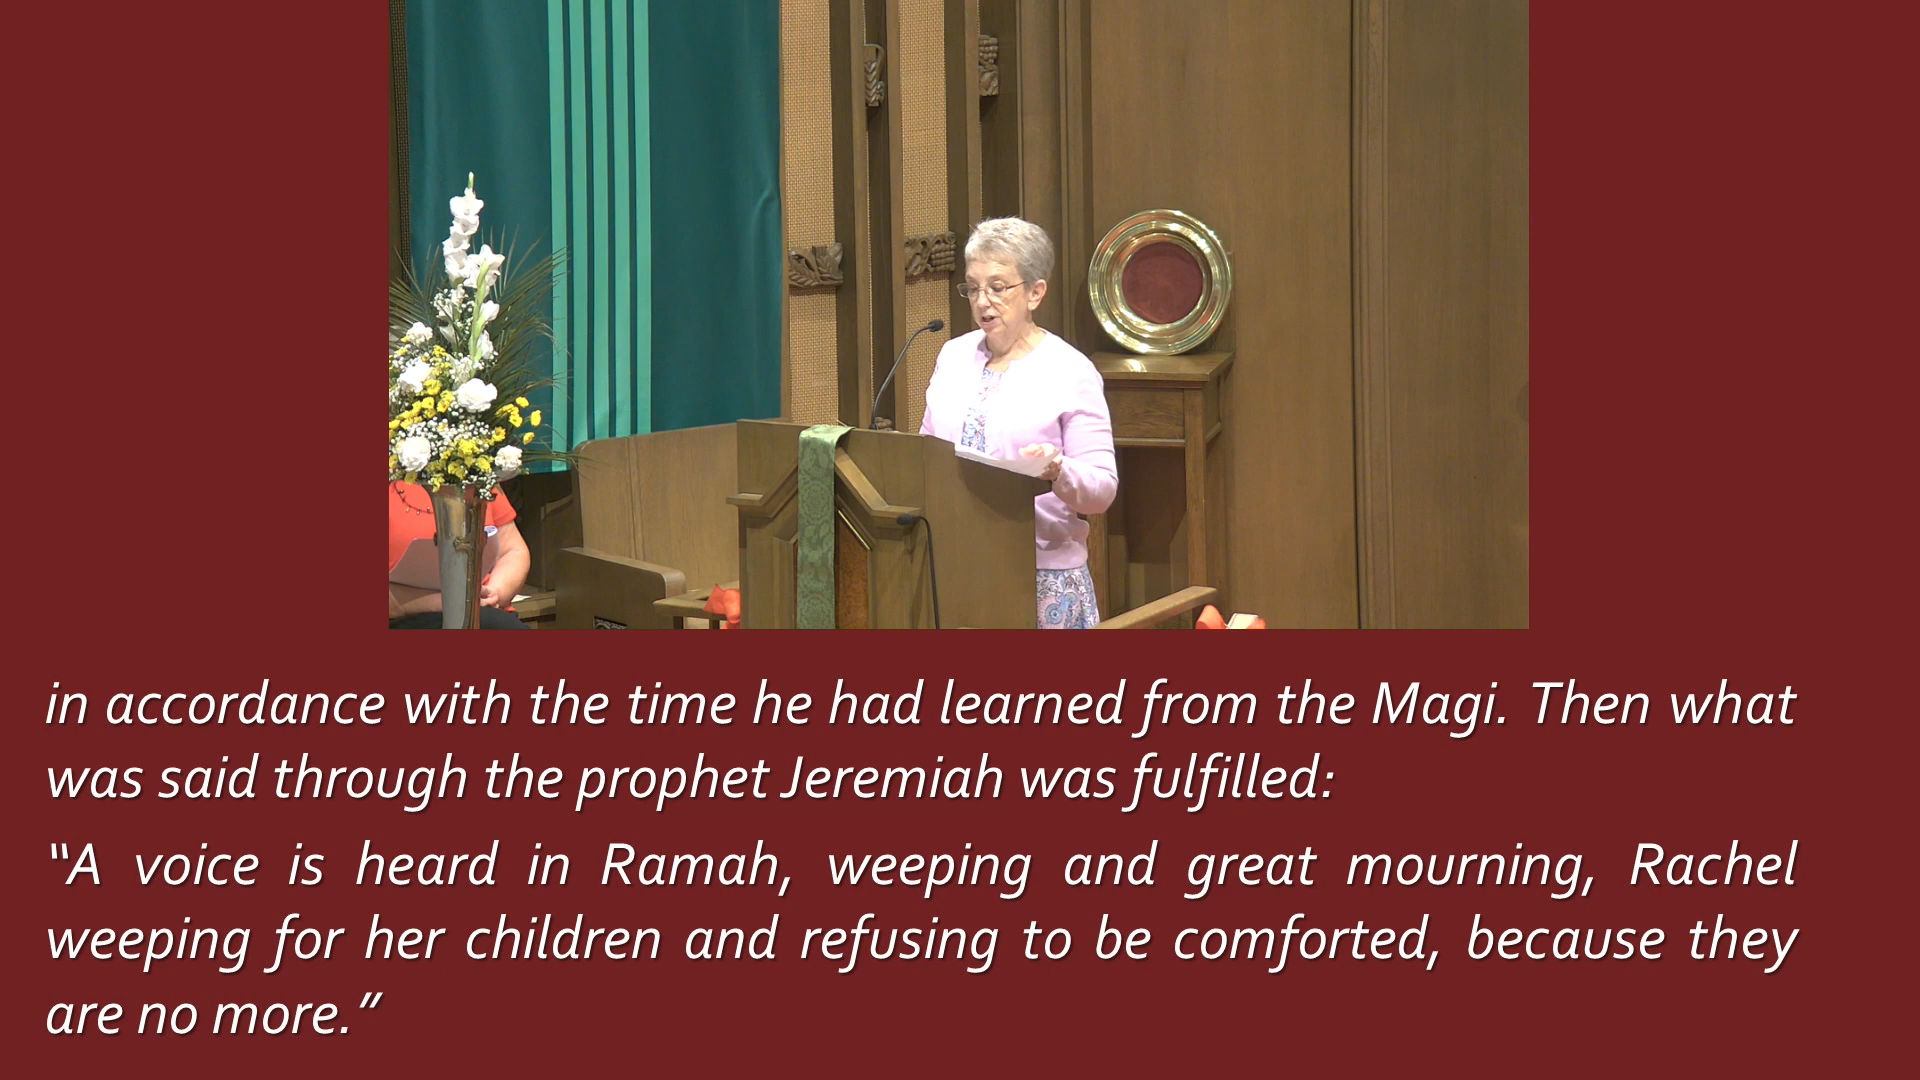 in accordance with the time he had learned from the Magi. Then what
was said through the prophet Jeremiah was fulfilled:
“A voice is heard in Ramah, weeping and great mourning, Rachel
weeping for her children and refusing to be comforted, because they
are no more.”